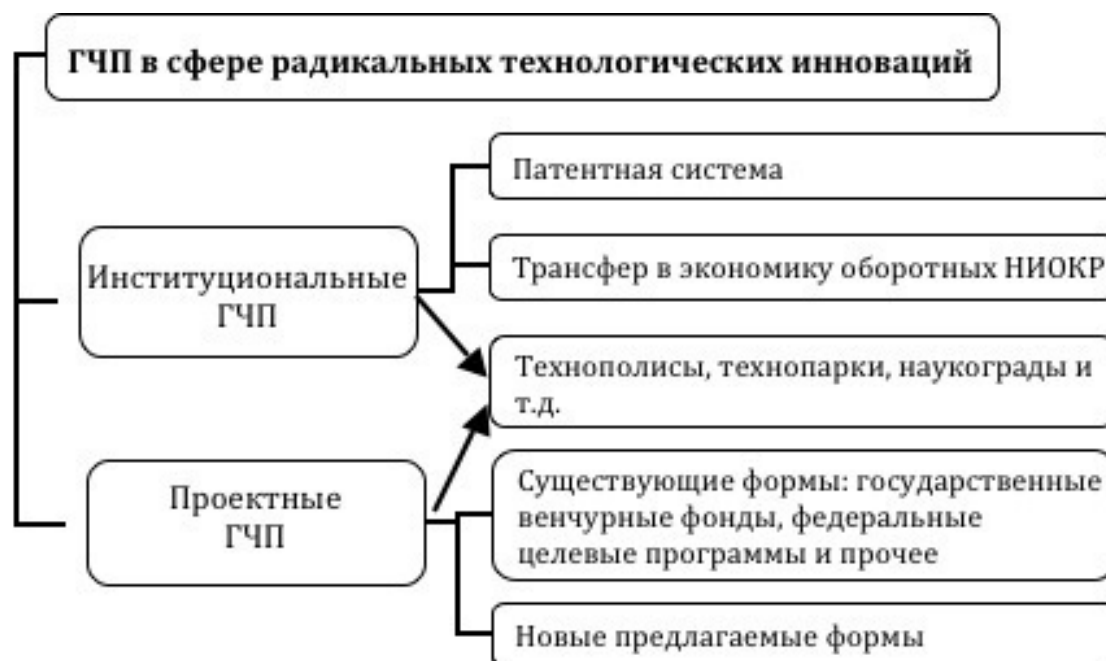 ГЧП в сфере радикальных технологических инноваций
Патентная система
Институциональные
ГЧП
Трансфер в экономику оборотных НИОКР
Технополисы, технопарки, наукограды и
т.д.
Проектные
ГЧП
Существующие формы: государственные
венчурные фонды, федеральные
целевые программы и прочее
Новые предлагаемые формы